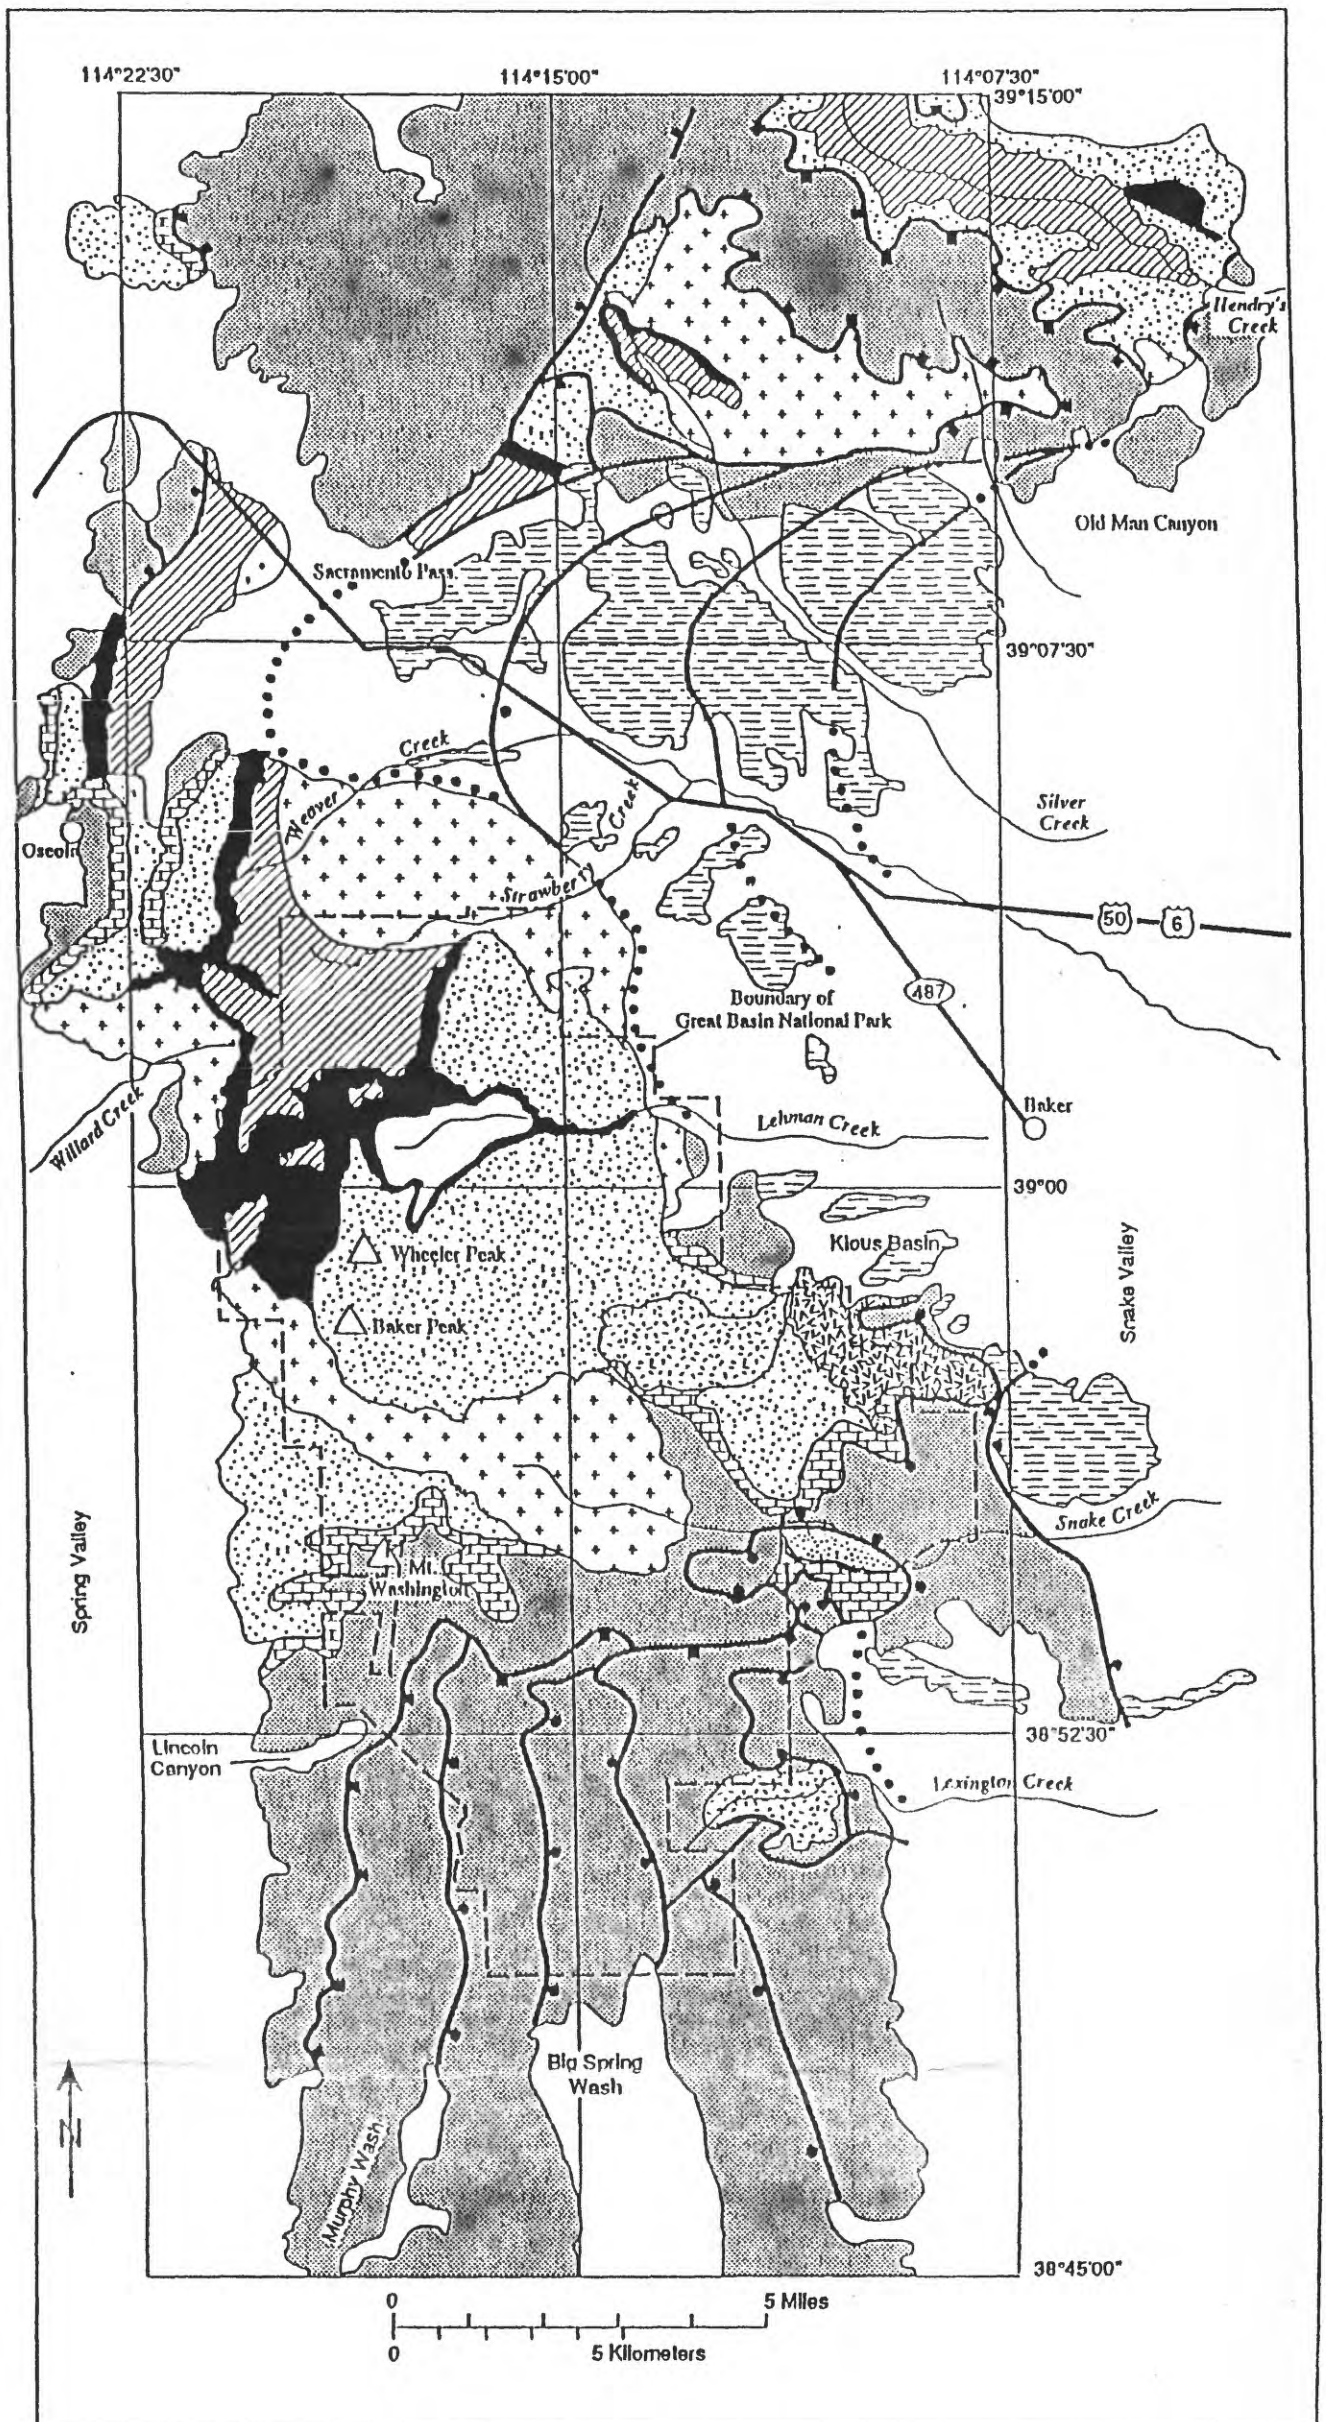 114°22'30"
114°15'00"
114°07'30"
39°15'00"
Hendry's
Creek
Old Man Canyon
Sacramento Pass
39°07'30"
Creek
Weaver
Creek
Strawberry
Silver
Creek
Osceola
50
6
487
Boundary of
Great Basin National Park
Baker
Willard Creek
Lehman Creek
39°00
Wheeler Peak
Kious Basin
Snake Valley
Baker Peak
Snake Creek
Spring Valley
Mt.
Washington
38°52'30"
Lincoln
Canyon
Lexington Creek
Big Spring
Wash
N
Murphy Wash
38°45'00"
0
5 Miles
0
5 Kilometers